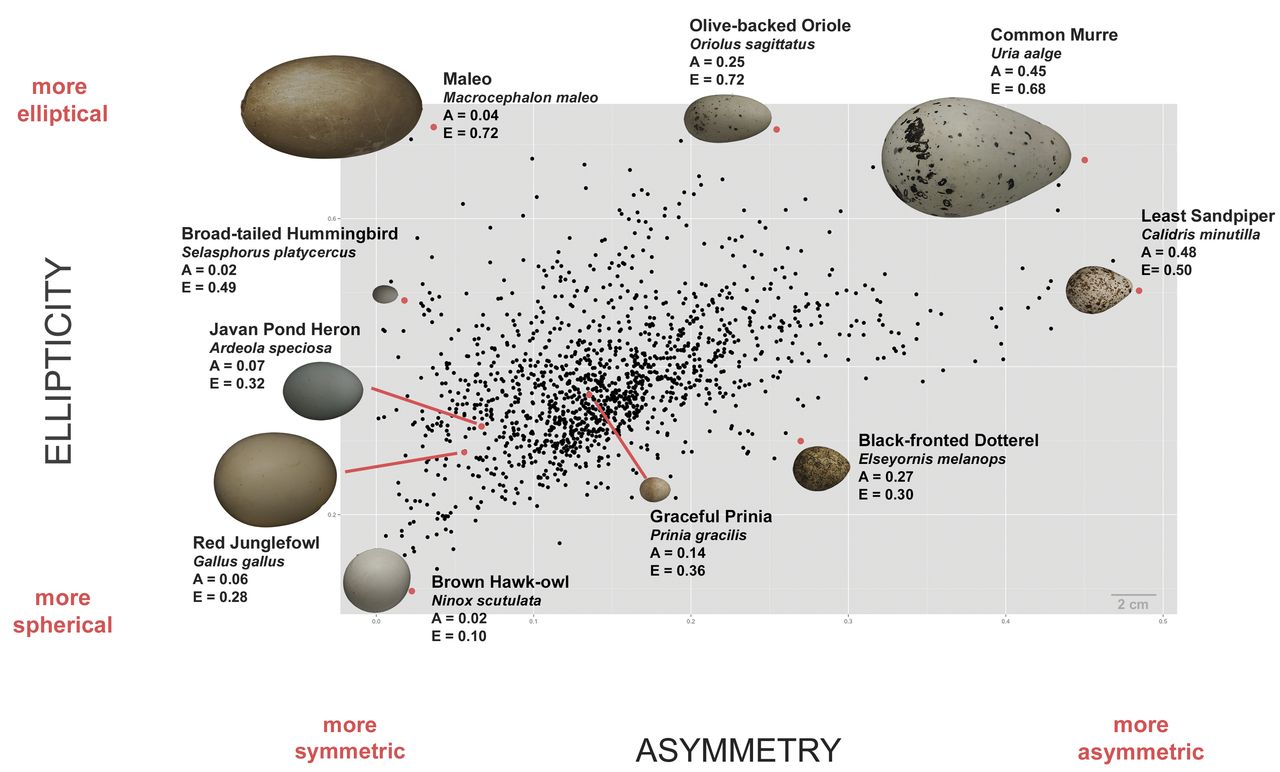 Olive-backed Oriole
Oriolus sagittatus
A = 0.25
E = 0.72
Common Murre
Uria aalge
A = 0.45
E = 0.68
more
elliptical
Maleo
Macrocephalon maleo
A = 0.04
E = 0.72
Least Sandpiper
Calidris minutilla
A = 0.48
E= 0.50
0.6
Broad-tailed Hummingbird
Selasphorus platycercus
A = 0.02
E = 0.49
ELLIPTICITY
Javan Pond Heron
Ardeola speciosa
A = 0.07
E = 0.32
Black-fronted Dotterel
Elseyornis melanops
A = 0.27
E = 0.30
0.2
Graceful Prinia
Prinia gracilis
A = 0.14
E = 0.36
Red Junglefowl
Gallus gallus
A = 0.06
E = 0.28
Brown Hawk-owl
Ninox scutulata
A = 0.02
E = 0.10
more
spherical
2 cm
0.0 0.1 0.2 0.3 0.4 0.5
more
symmetric
ASYMMETRY
more
asymmetric